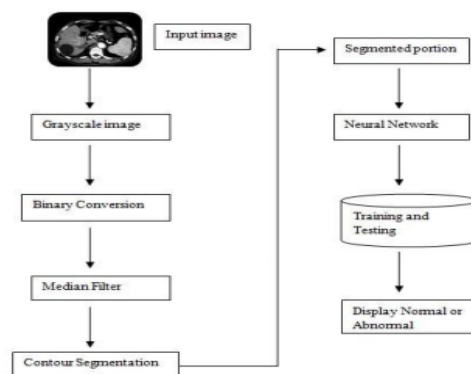 Input image
Grayscale image
Binary Conversion
Median Filter
Contour Segmentation
Segmented portion
Neural Network
Training and
Testing
Display Normal or
Abnormal